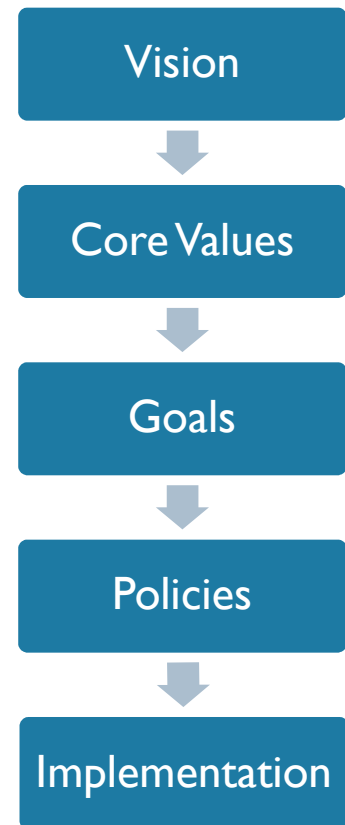 Vision
Core Values
Goals
Policies
Implementation